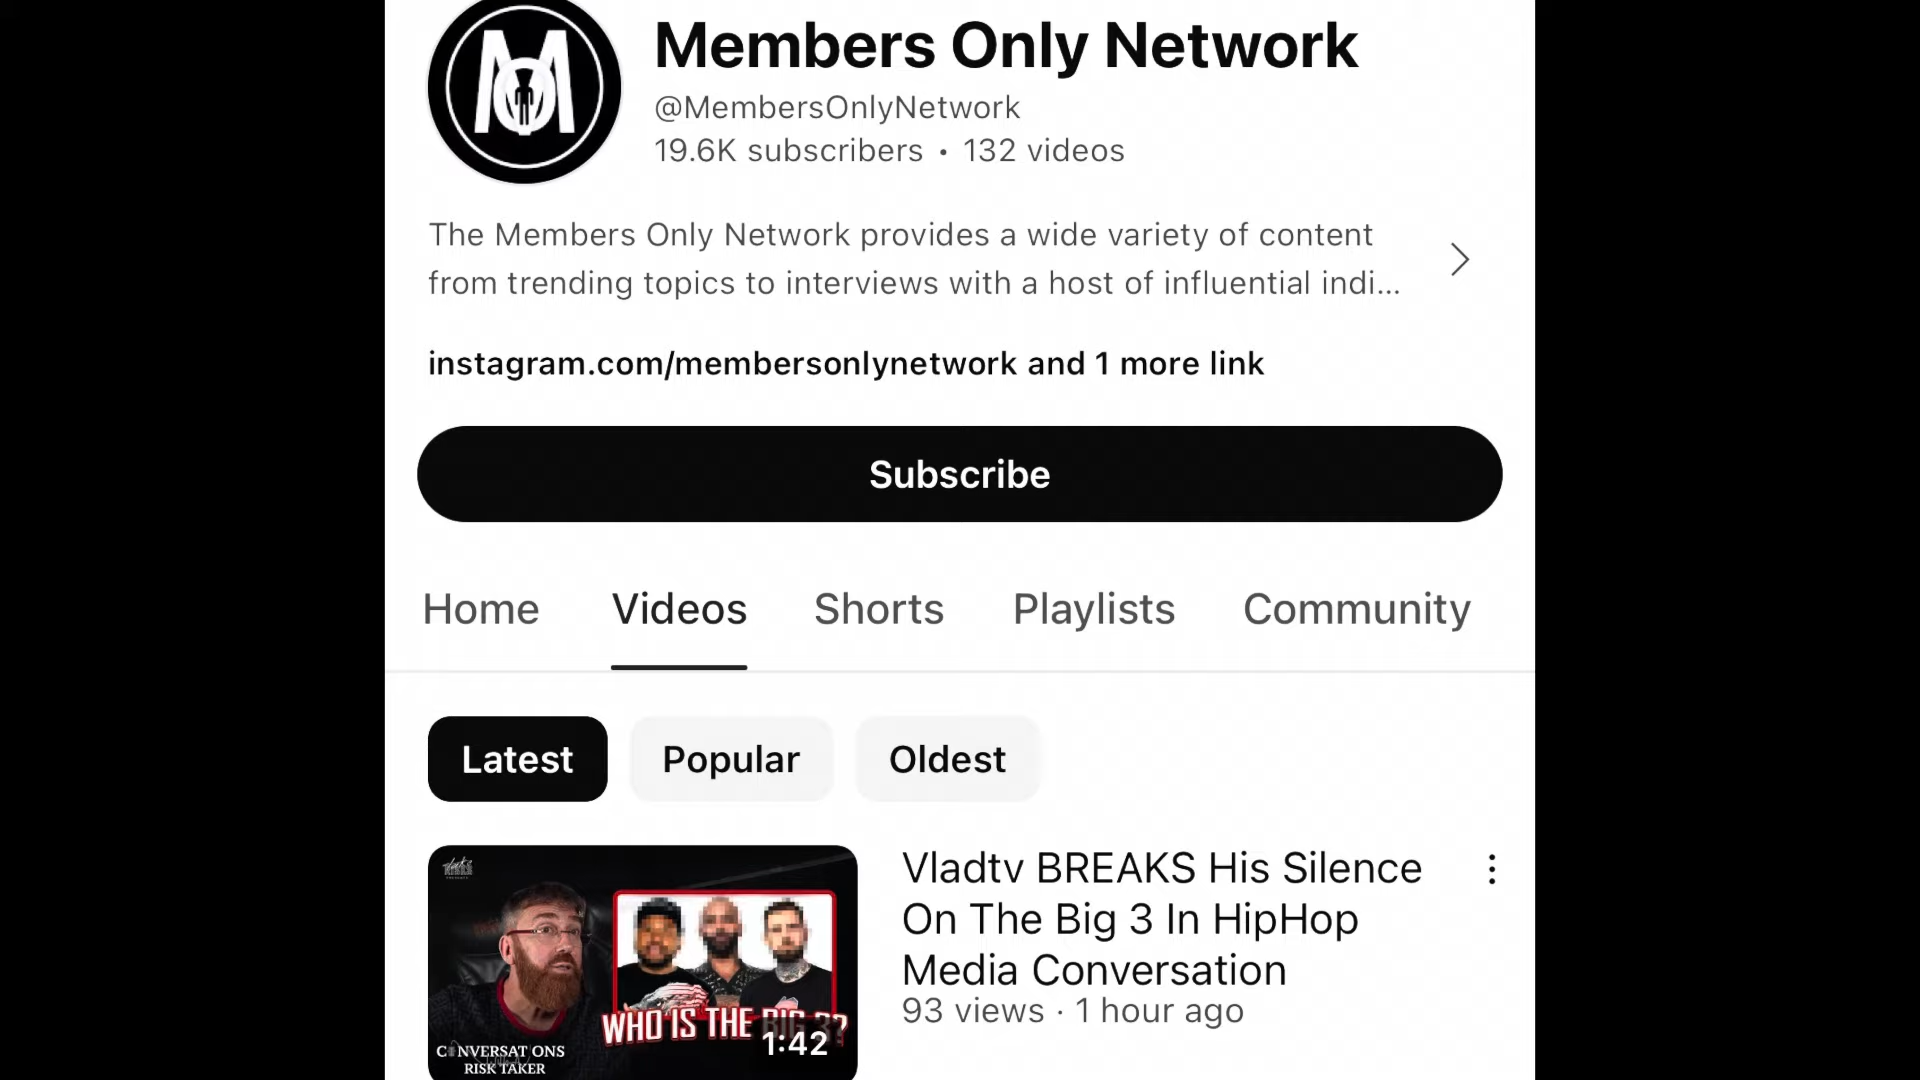 Members Only Network
@MembersOnlyNetwork
19.6K subscribers • 132 videos
The Members Only Network provides a wide variety of content
from trending topics to interviews with a host of influential indi...
instagram.com/membersonlynetwork and 1 more link
Subscribe
Home Videos Shorts Playlists Community
Latest Popular Oldest
Vladtv BREAKS His Silence
On The Big 3 In HipHop
Media Conversation
93 views · 1 hour ago
WHO IS THE BIG 3?
1:42
CONVERSATIONS
RISK TAKER